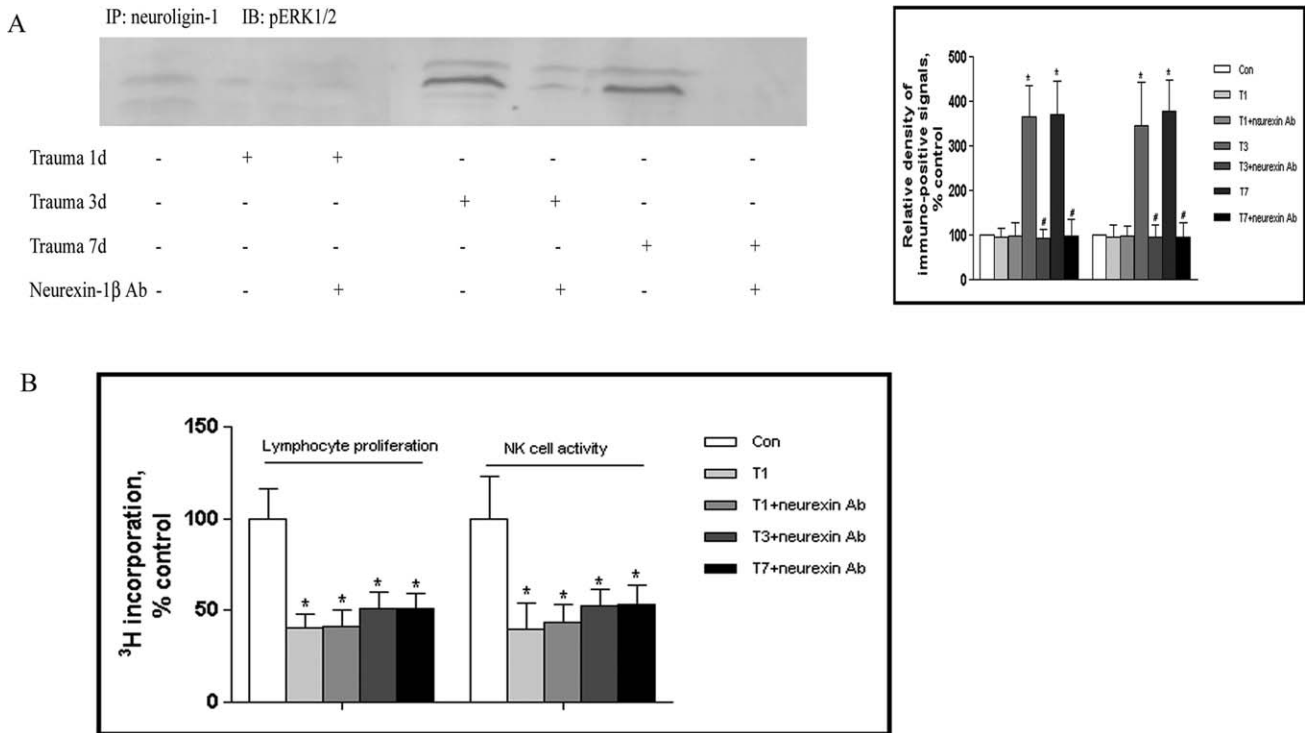 A
IP: neuroligin-1 IB: pERK1/2
Trauma 1d - + + - - - -
Trauma 3d - - - + + - -
Trauma 7d - - - - - + +
Neurexin-1β Ab - - + - + - +
Relative density of
immuno-positive signals,
% control
500
400
300
200
100
0
* * * *
# # # #
Con
T1
T1+neurexin Ab
T3
T3+neurexin Ab
T7
T7+neurexin Ab
B
³H incorporation,
% control
150
100
50
0
Lymphocyte proliferation
NK cell activity
* * * * * * * *
Con
T1
T1+neurexin Ab
T3+neurexin Ab
T7+neurexin Ab